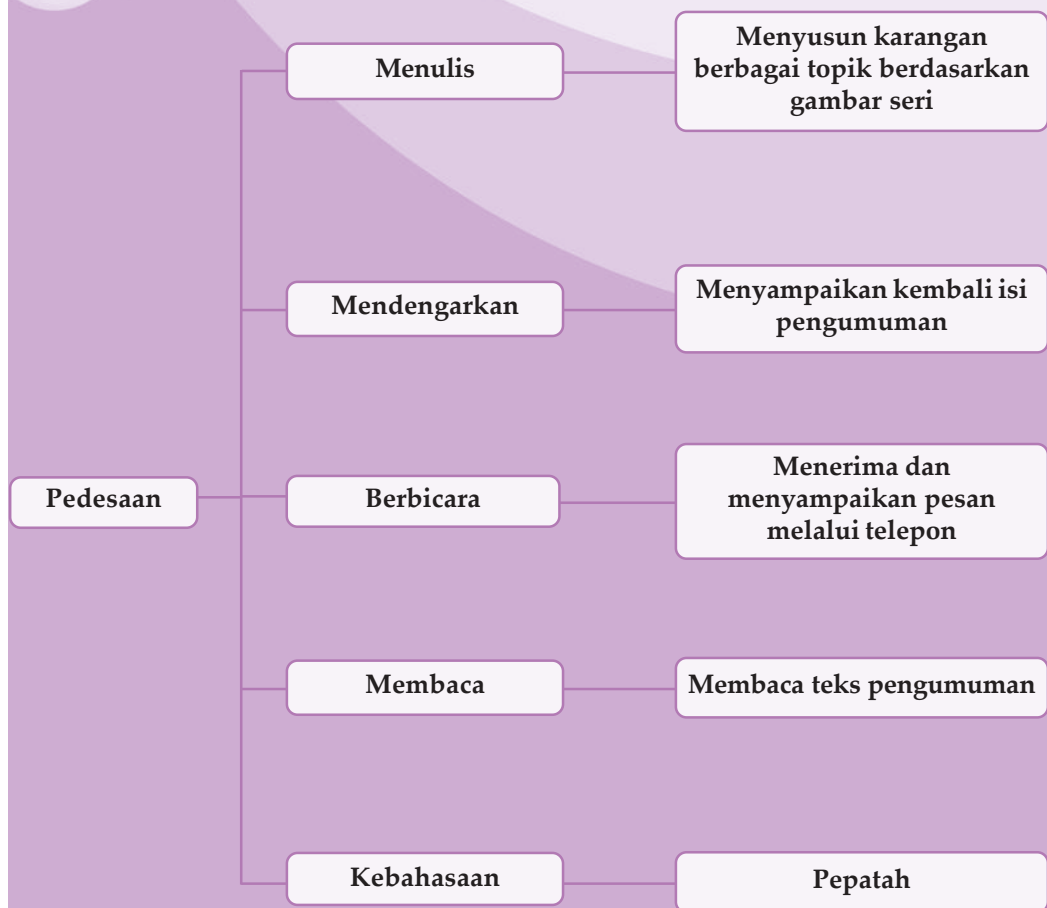 Menulis
Menyusun karangan
berbagai topik berdasarkan
gambar seri
Mendengarkan
Menyampaikan kembali isi
pengumuman
Pedesaan
Berbicara
Menerima dan
menyampaikan pesan
melalui telepon
Membaca
Membaca teks pengumuman
Kebahasaan
Pepatah